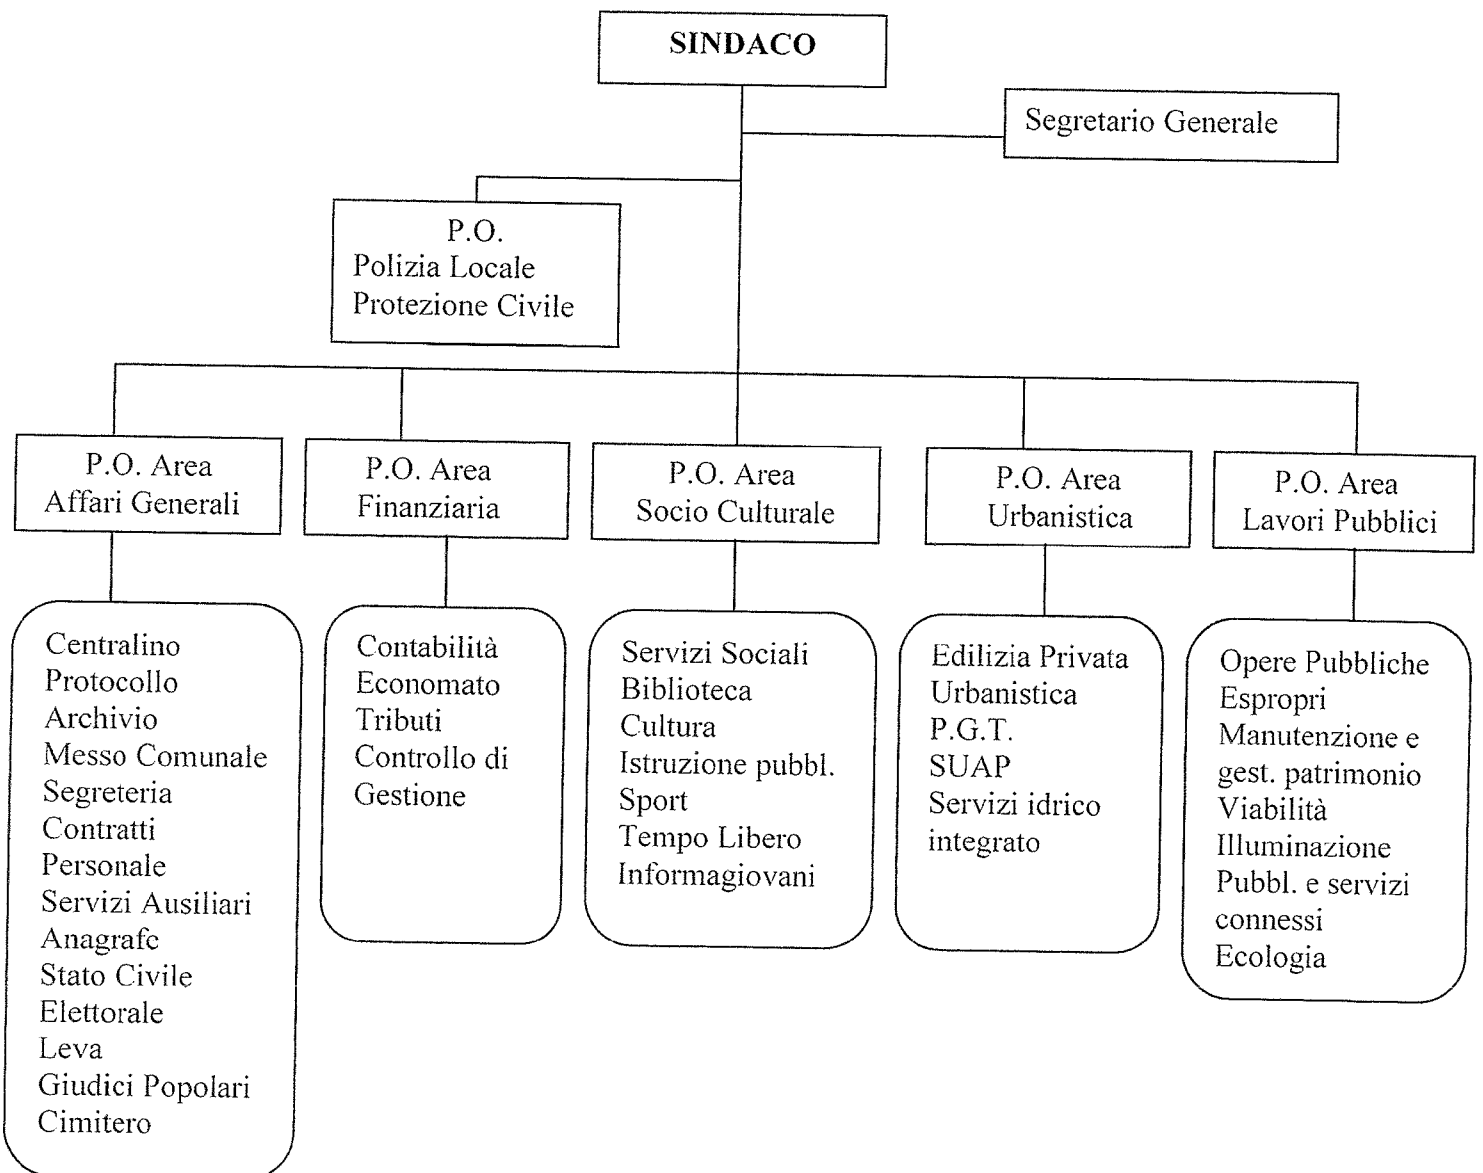 SINDACO
Segretario Generale
P.O.
Polizia Locale
Protezione Civile
P.O. Area
Affari Generali
P.O. Area
Finanziaria
P.O. Area
Socio Culturale
P.O. Area
Urbanistica
P.O. Area
Lavori Pubblici
Centralino
Protocollo
Archivio
Messo Comunale
Segreteria
Contratti
Personale
Servizi Ausiliari
Anagrafe
Stato Civile
Elettorale
Leva
Giudici Popolari
Cimitero
Contabilità
Economato
Tributi
Controllo di
Gestione
Servizi Sociali
Biblioteca
Cultura
Istruzione pubbl.
Sport
Tempo Libero
Informagiovani
Edilizia Privata
Urbanistica
P.G.T.
SUAP
Servizi idrico
integrato
Opere Pubbliche
Espropri
Manutenzione e
gest. patrimonio
Viabilità
Illuminazione
Pubbl. e servizi
connessi
Ecologia